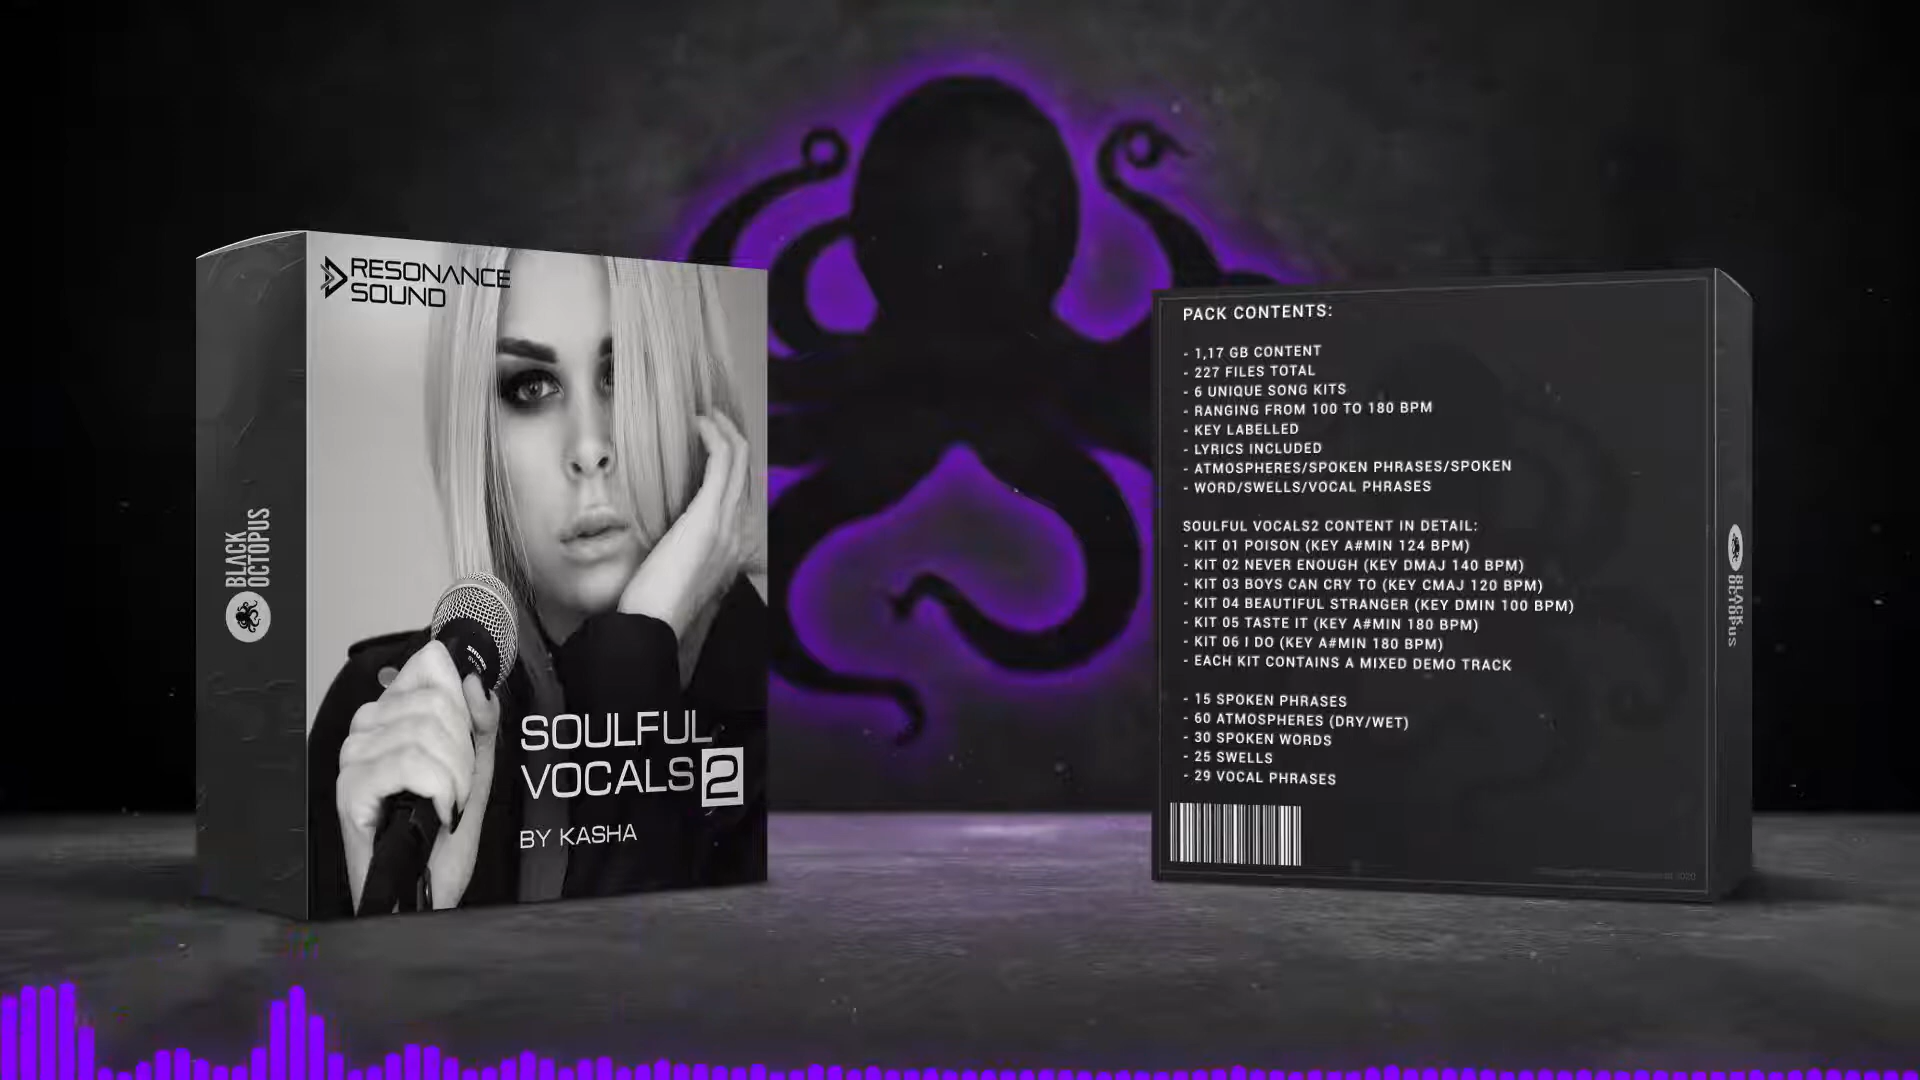 RESONANCE
SOUND
BLACK
OCTOPUS
SHURE
SOULFUL
VOCALS 2
BY KASHA
PACK CONTENTS:
- 1,17 GB CONTENT
- 227 FILES TOTAL
- 6 UNIQUE SONG KITS
- RANGING FROM 100 TO 180 BPM
- KEY LABELLED
- LYRICS INCLUDED
- ATMOSPHERES/SPOKEN PHRASES/SPOKEN
- WORD/SWELLS/VOCAL PHRASES
SOULFUL VOCALS2 CONTENT IN DETAIL:
- KIT 01 POISON (KEY A#MIN 124 BPM)
- KIT 02 NEVER ENOUGH (KEY DMAJ 140 BPM)
- KIT 03 BOYS CAN CRY TO (KEY CMAJ 120 BPM)
- KIT 04 BEAUTIFUL STRANGER (KEY DMIN 100 BPM)
- KIT 05 TASTE IT (KEY A#MIN 180 BPM)
- KIT 06 I DO (KEY A#MIN 180 BPM)
- EACH KIT CONTAINS A MIXED DEMO TRACK
- 15 SPOKEN PHRASES
- 60 ATMOSPHERES (DRY/WET)
- 30 SPOKEN WORDS
- 25 SWELLS
- 29 VOCAL PHRASES
BLACK
OCTOPUS